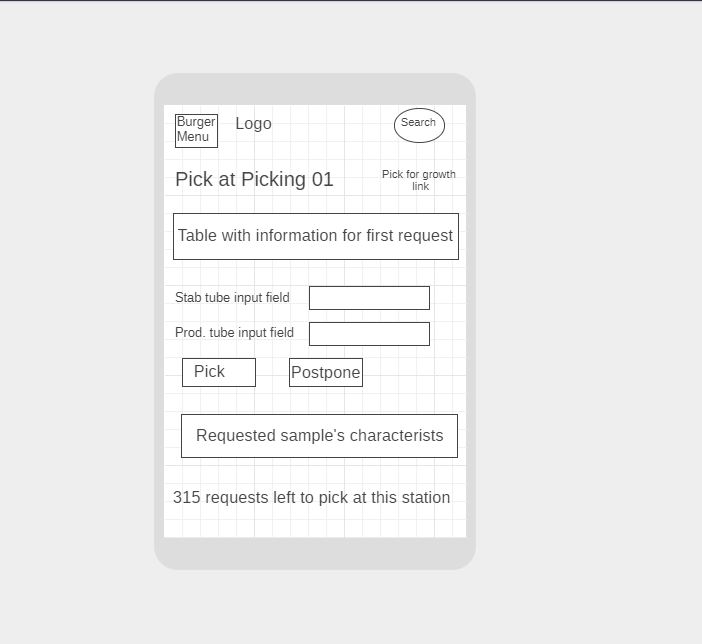 Burger
Menu
Logo
Search
Pick at Picking 01
Pick for growth
link
Table with information for first request
Stab tube input field
Prod. tube input field
Pick
Postpone
Requested sample's characterists
315 requests left to pick at this station